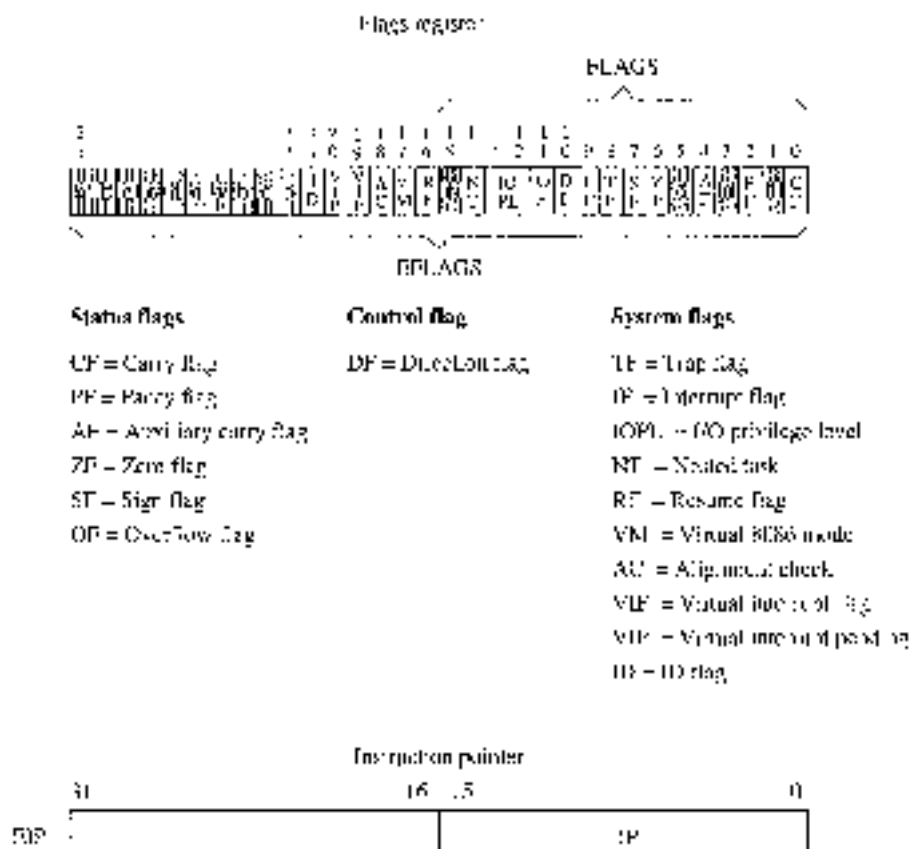 Flags register
FLAGS
EFLAGS
Status flags
CF = Carry flag
PF = Parity flag
AF = Auxiliary carry flag
ZF = Zero flag
SF = Sign flag
OF = Overflow flag
Control flag
DF = Direction flag
System flags
TF = Trap flag
IF = Interrupt flag
IOPL = I/O privilege level
NT = Nested task
RF = Resume flag
VM = Virtual 8086 mode
AC = Alignment check
VIF = Virtual interrupt flag
VIP = Virtual interrupt pending
ID = ID flag
Instruction pointer
31 16 15 0
EIP IP